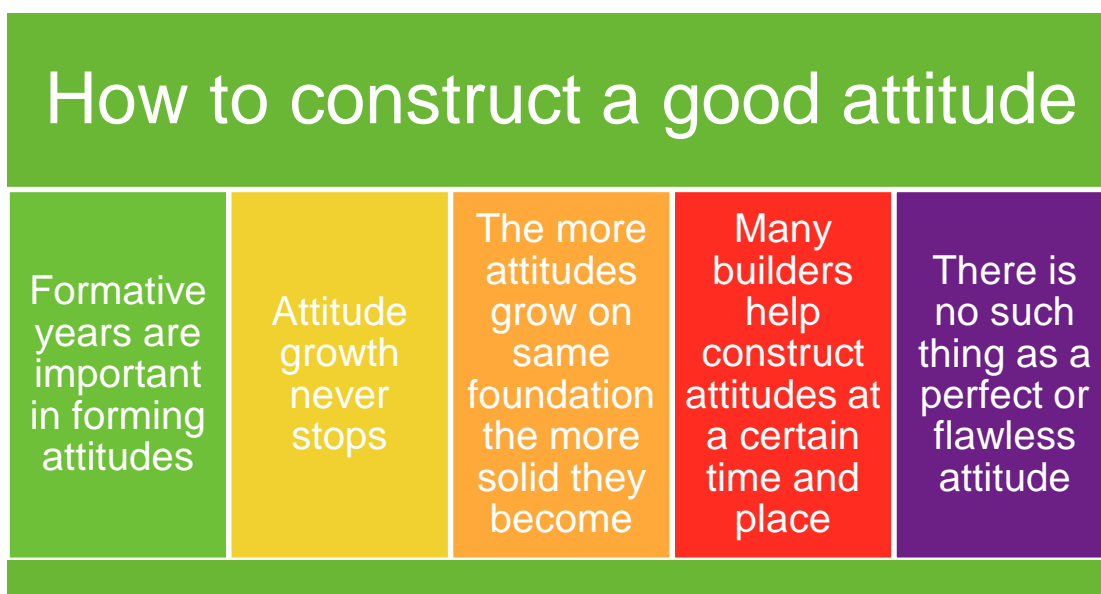 How to construct a good attitude
Formative
years are
important
in forming
attitudes
Attitude
growth
never
stops
The more
attitudes
grow on
same
foundation
the more
solid they
become
Many
builders
help
construct
attitudes at
a certain
time and
place
There is
no such
thing as a
perfect or
flawless
attitude